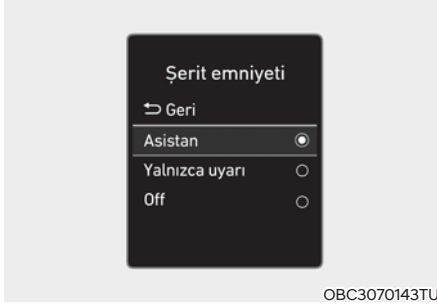 Şerit emniyeti
Geri
Asistan
Yalnızca uyarı
Off
OBC3070143TU